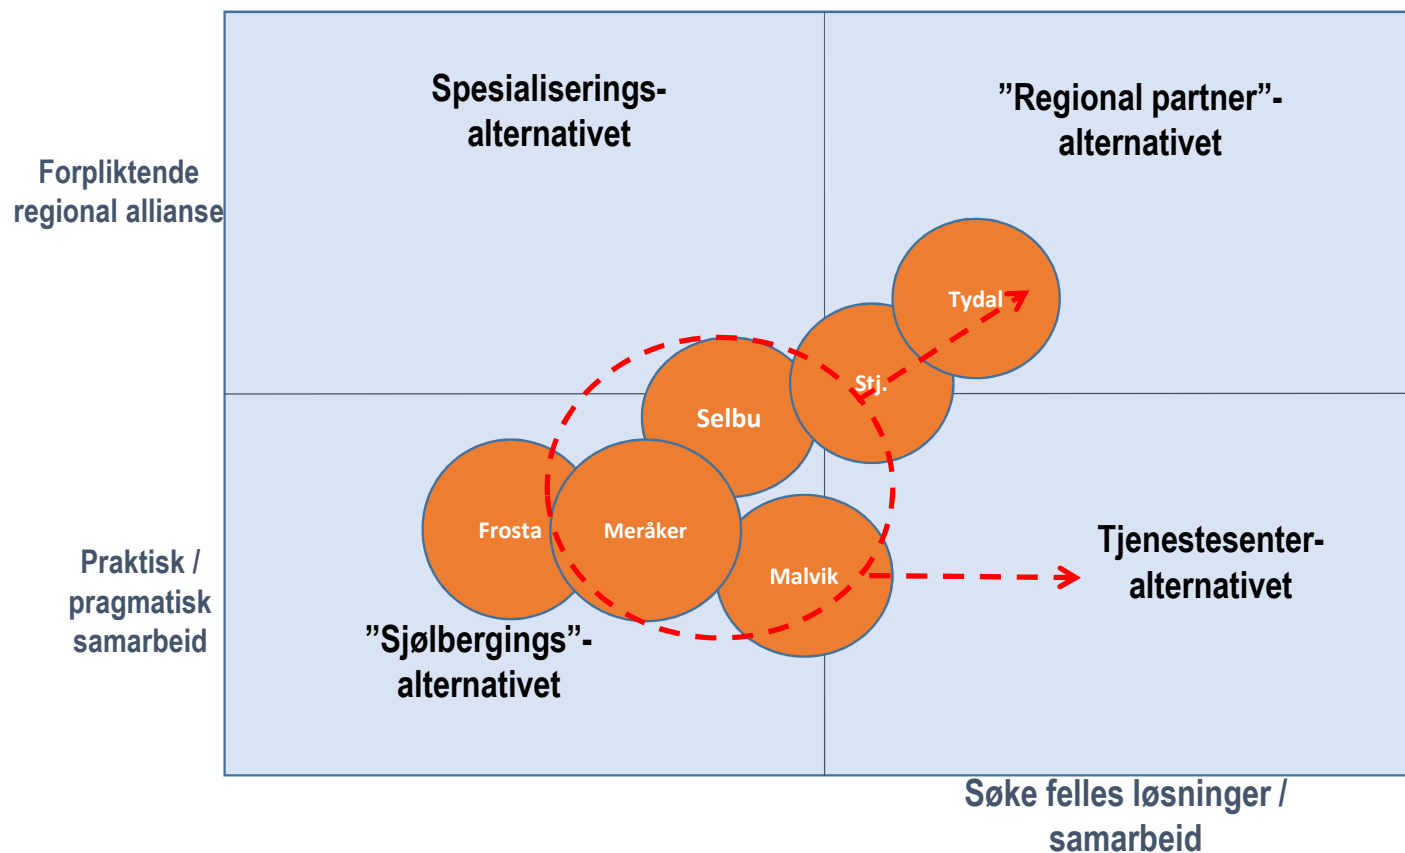 Spesialiserings-
alternativet
”Regional partner”-
alternativet
Forpliktende
regional allianse
Tydal
Stj.
Selbu
Frosta
Meråker
Malvik
Tjenestesenter-
alternativet
Praktisk /
pragmatisk
samarbeid
”Sjølbergings”-
alternativet
Søke felles løsninger /
samarbeid